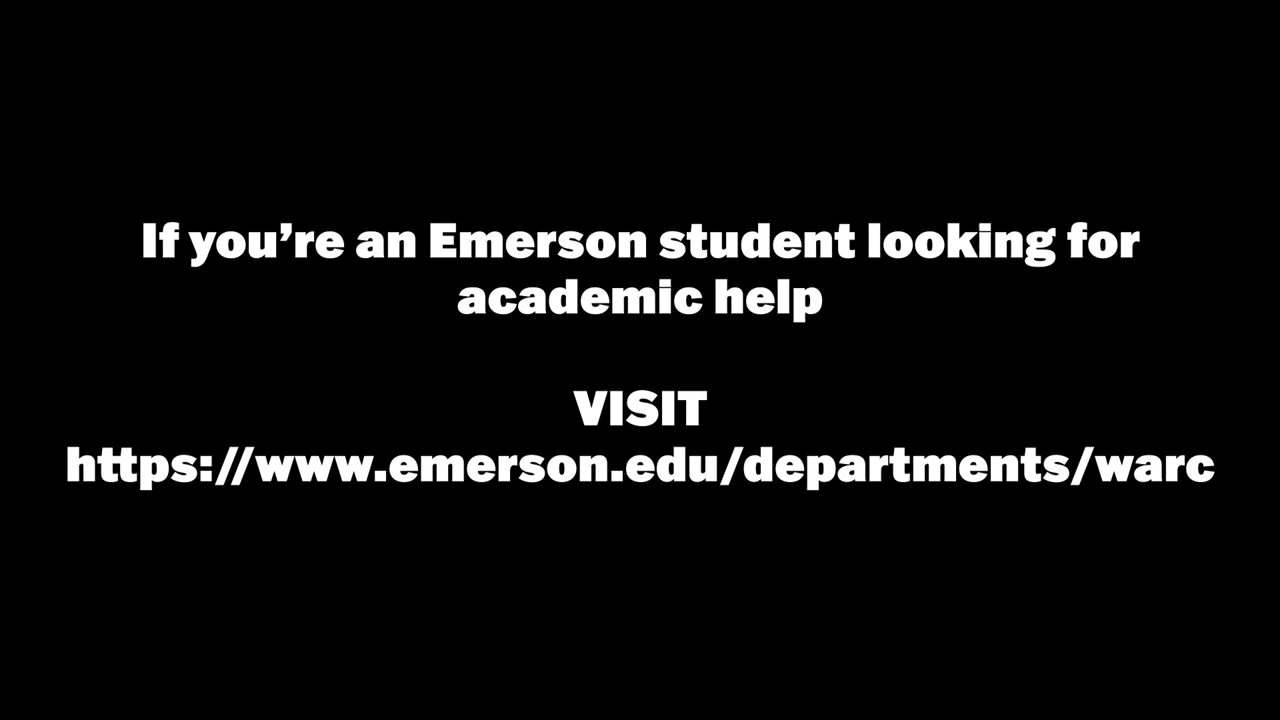 If you’re an Emerson student looking for
academic help
VISIT
https://www.emerson.edu/departments/warc